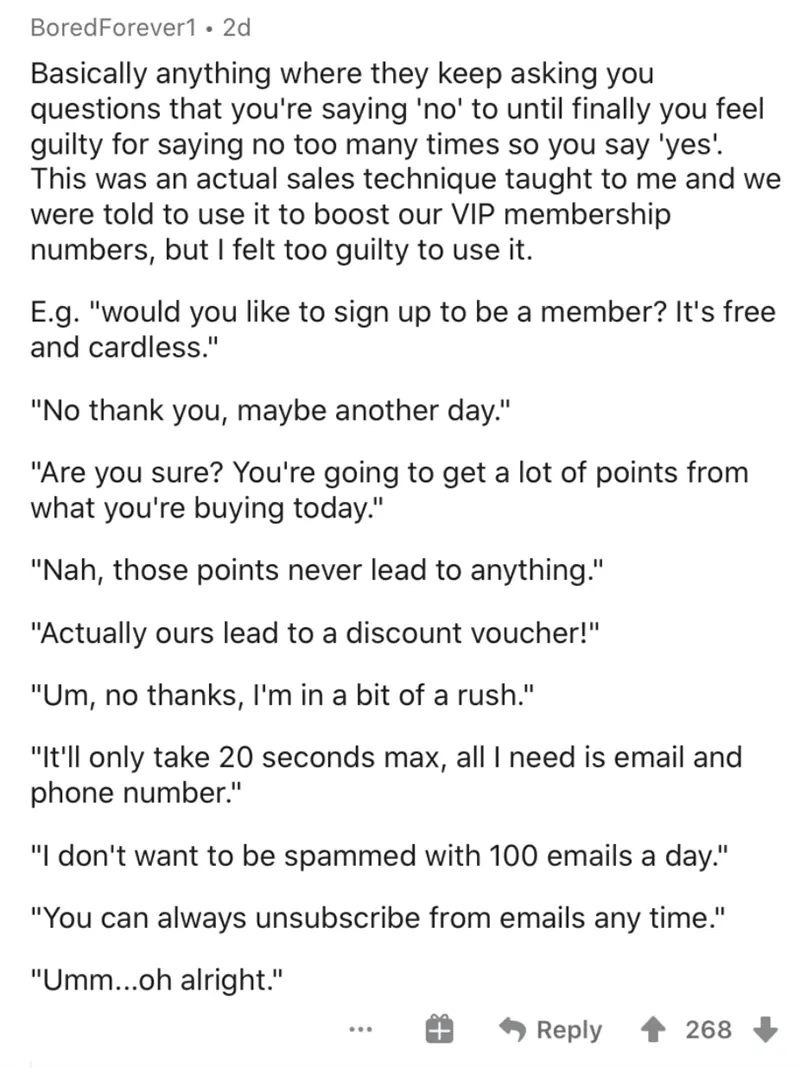 BoredForever1 • 2d
Basically anything where they keep asking you
questions that you're saying 'no' to until finally you feel
guilty for saying no too many times so you say 'yes'.
This was an actual sales technique taught to me and we
were told to use it to boost our VIP membership
numbers, but I felt too guilty to use it.
E.g. "would you like to sign up to be a member? It's free
and cardless."
"No thank you, maybe another day."
"Are you sure? You're going to get a lot of points from
what you're buying today."
"Nah, those points never lead to anything."
"Actually ours lead to a discount voucher!"
"Um, no thanks, I'm in a bit of a rush."
"It'll only take 20 seconds max, all I need is email and
phone number."
"I don't want to be spammed with 100 emails a day."
"You can always unsubscribe from emails any time."
"Umm...oh alright."
... Reply 268